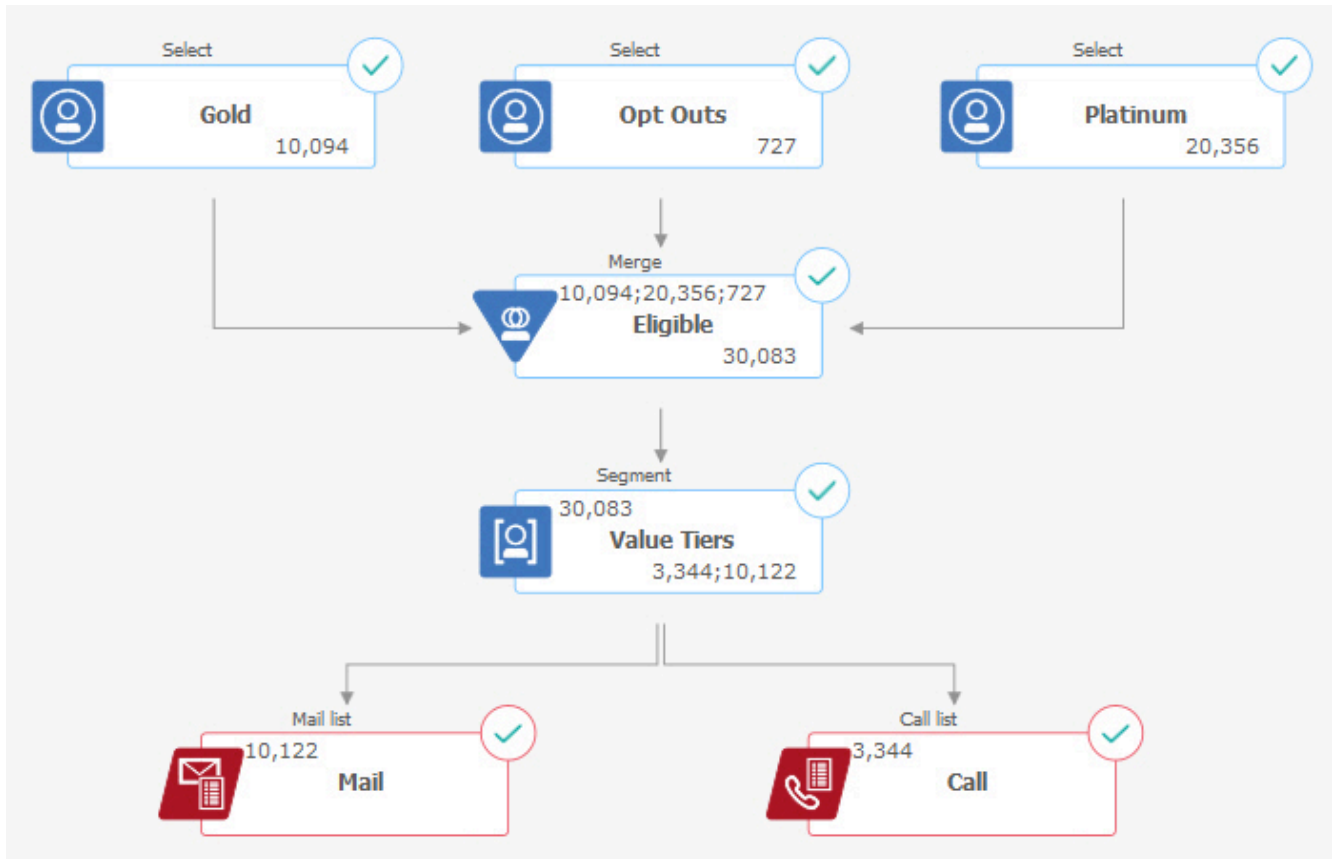 Select
Gold
10,094
Select
Opt Outs
727
Select
Platinum
20,356
Merge
10,094;20,356;727
Eligible
30,083
Segment
30,083
Value Tiers
3,344;10,122
Mail list
10,122
Mail
Call list
3,344
Call